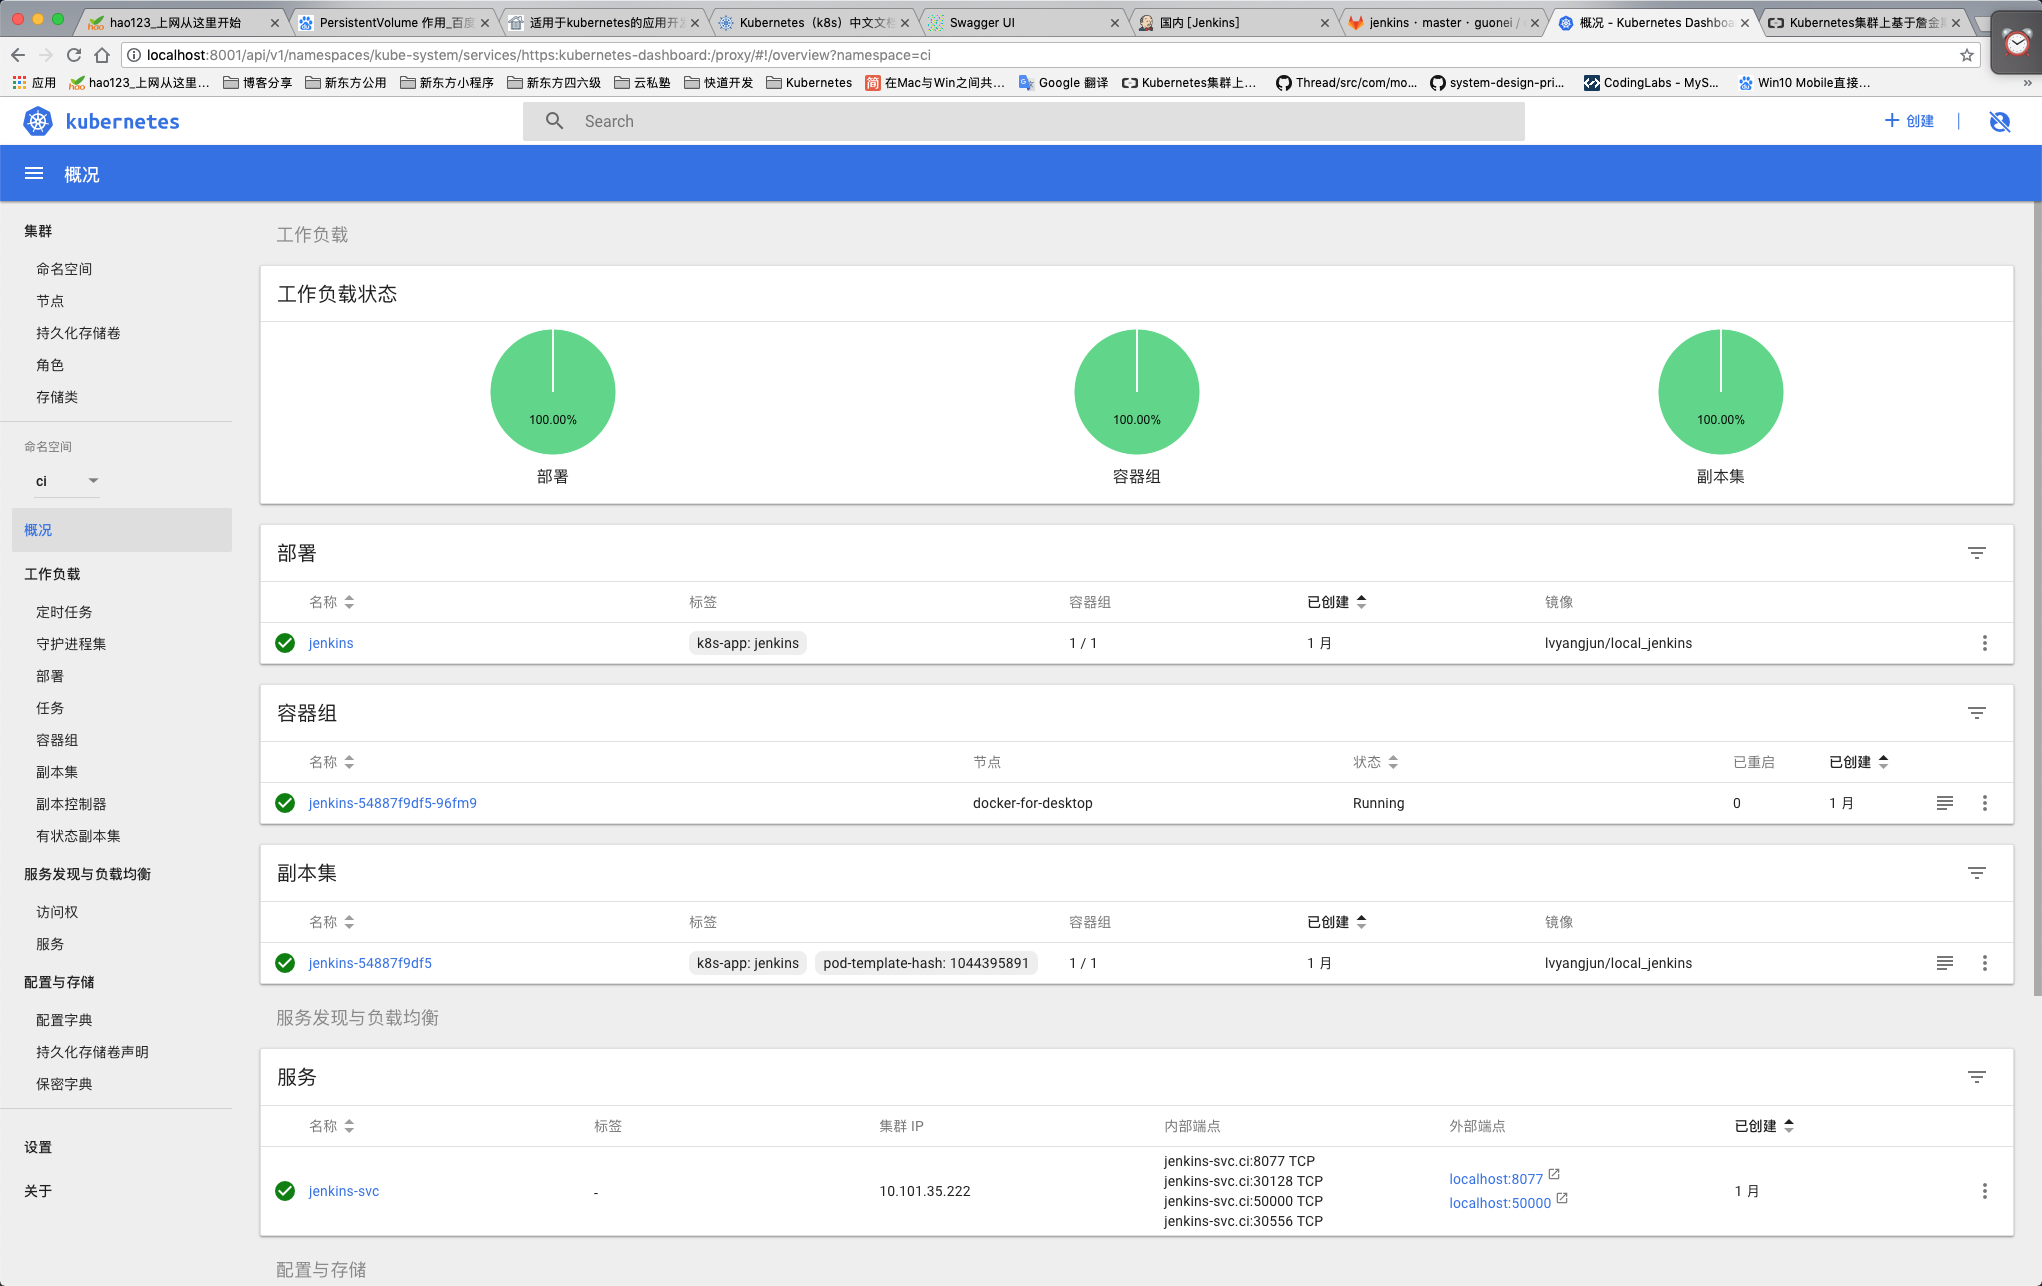 hao123_上网从这里开始
PersistentVolume 作用_百度
适用于kubernetes的应用开发
Kubernetes（k8s）中文文档
Swagger UI
国内 [Jenkins]
jenkins · master · guonei /
概况 - Kubernetes Dashboa
Kubernetes集群上基于詹金
localhost:8001/api/v1/namespaces/kube-system/services/https:kubernetes-dashboard:/proxy/#!/overview?namespace=ci
应用 hao123_上网从这里... 博客分享 新东方公用 新东方小程序 新东方四六级 云私塾 快道开发 Kubernetes 在Mac与Win之间共... Google 翻译 Kubernetes集群上... Thread/src/com/mo... system-design-pri... CodingLabs - MyS... Win10 Mobile直接... »
kubernetes
Search
创建
概况
集群
命名空间
节点
持久化存储卷
角色
存储类
命名空间
ci
概况
工作负载
定时任务
守护进程集
部署
任务
容器组
副本集
副本控制器
有状态副本集
服务发现与负载均衡
访问权
服务
配置与存储
配置字典
持久化存储卷声明
保密字典
设置
关于
工作负载
工作负载状态
100.00% 100.00% 100.00%
部署 容器组 副本集
部署
名称 标签 容器组 已创建 镜像
jenkins k8s-app: jenkins 1 / 1 1 月 lvyangjun/local_jenkins
容器组
名称 节点 状态 已重启 已创建
jenkins-54887f9df5-96fm9 docker-for-desktop Running 0 1 月
副本集
名称 标签 容器组 已创建 镜像
jenkins-54887f9df5 k8s-app: jenkins pod-template-hash: 1044395891 1 / 1 1 月 lvyangjun/local_jenkins
服务发现与负载均衡
服务
名称 标签 集群 IP 内部端点 外部端点 已创建
jenkins-svc - 10.101.35.222
jenkins-svc.ci:8077 TCP
jenkins-svc.ci:30128 TCP
jenkins-svc.ci:50000 TCP
jenkins-svc.ci:30556 TCP
localhost:8077
localhost:50000
1 月
配置与存储